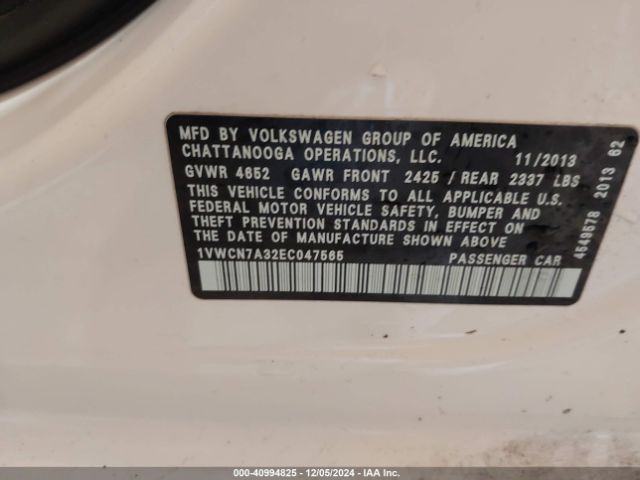 MFD BY VOLKSWAGEN GROUP OF AMERICA
CHATTANOOGA OPERATIONS, LLC. 11/2013
GVWR 4652 GAWR FRONT 2425 / REAR 2337 LBS
THIS VEHICLE CONFORMS TO ALL APPLICABLE U.S.
FEDERAL MOTOR VEHICLE SAFETY, BUMPER AND
THEFT PREVENTION STANDARDS IN EFFECT ON
THE DATE OF MANUFACTURE SHOWN ABOVE
1VWCN7A32EC047565 PASSENGER CAR
4549578 2013 62
000-40994825 - 12/05/2024 - IAA Inc.